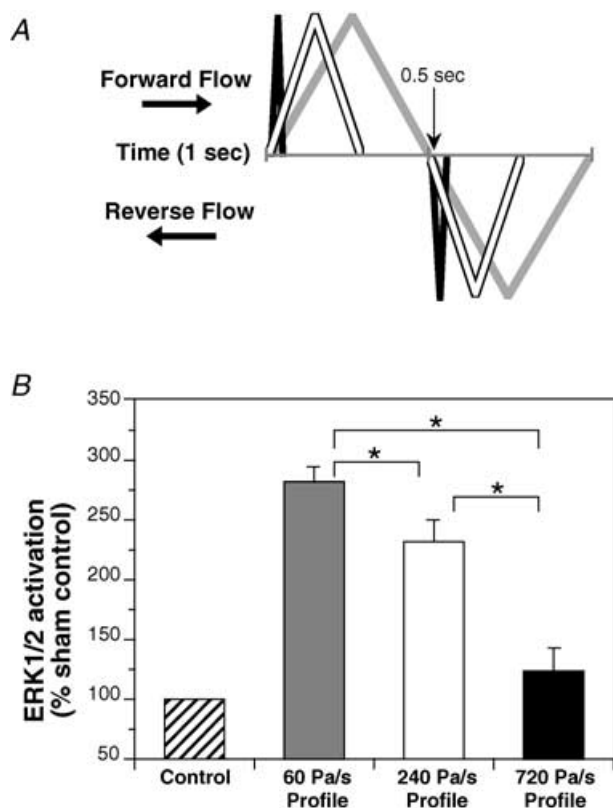 A
Forward Flow
0.5 sec
Time (1 sec)
Reverse Flow
B
350
300
250
200
150
100
50
ERK1/2 activation
(% sham control)
*
*
*
Control
60 Pa/s
Profile
240 Pa/s
Profile
720 Pa/s
Profile